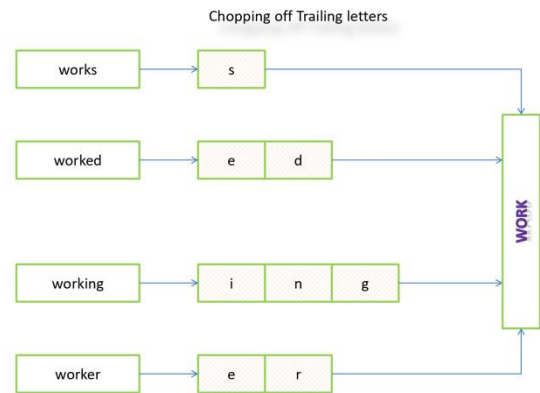 Chopping off Trailing letters
works s
worked e d
WORK
working i n g
worker e r